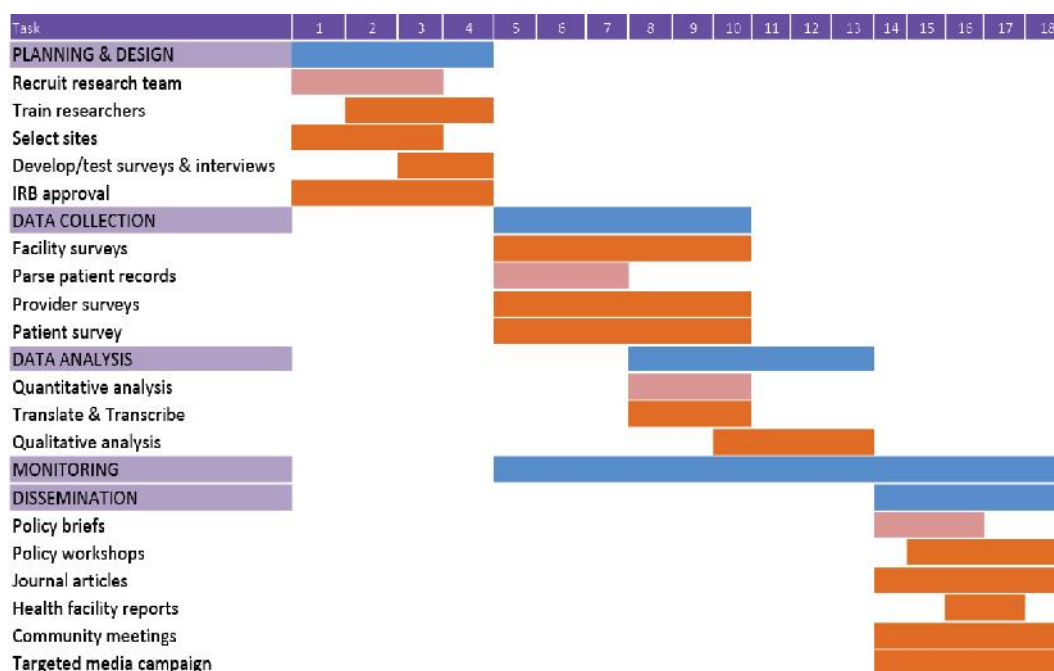 Task 1 2 3 4 5 6 7 8 9 10 11 12 13 14 15 16 17 18
PLANNING & DESIGN
Recruit research team
Train researchers
Select sites
Develop/test surveys & interviews
IRB approval
DATA COLLECTION
Facility surveys
Parse patient records
Provider surveys
Patient survey
DATA ANALYSIS
Quantitative analysis
Translate & Transcribe
Qualitative analysis
MONITORING
DISSEMINATION
Policy briefs
Policy workshops
Journal articles
Health facility reports
Community meetings
Targeted media campaign